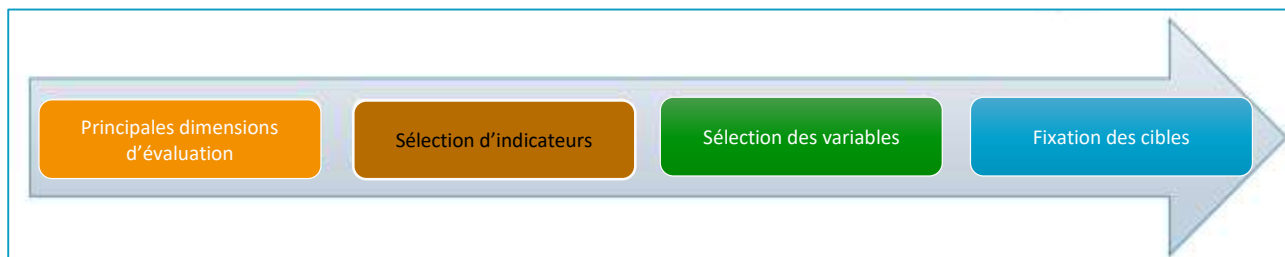 Principales dimensions
d’évaluation
Sélection d’indicateurs
Sélection des variables
Fixation des cibles